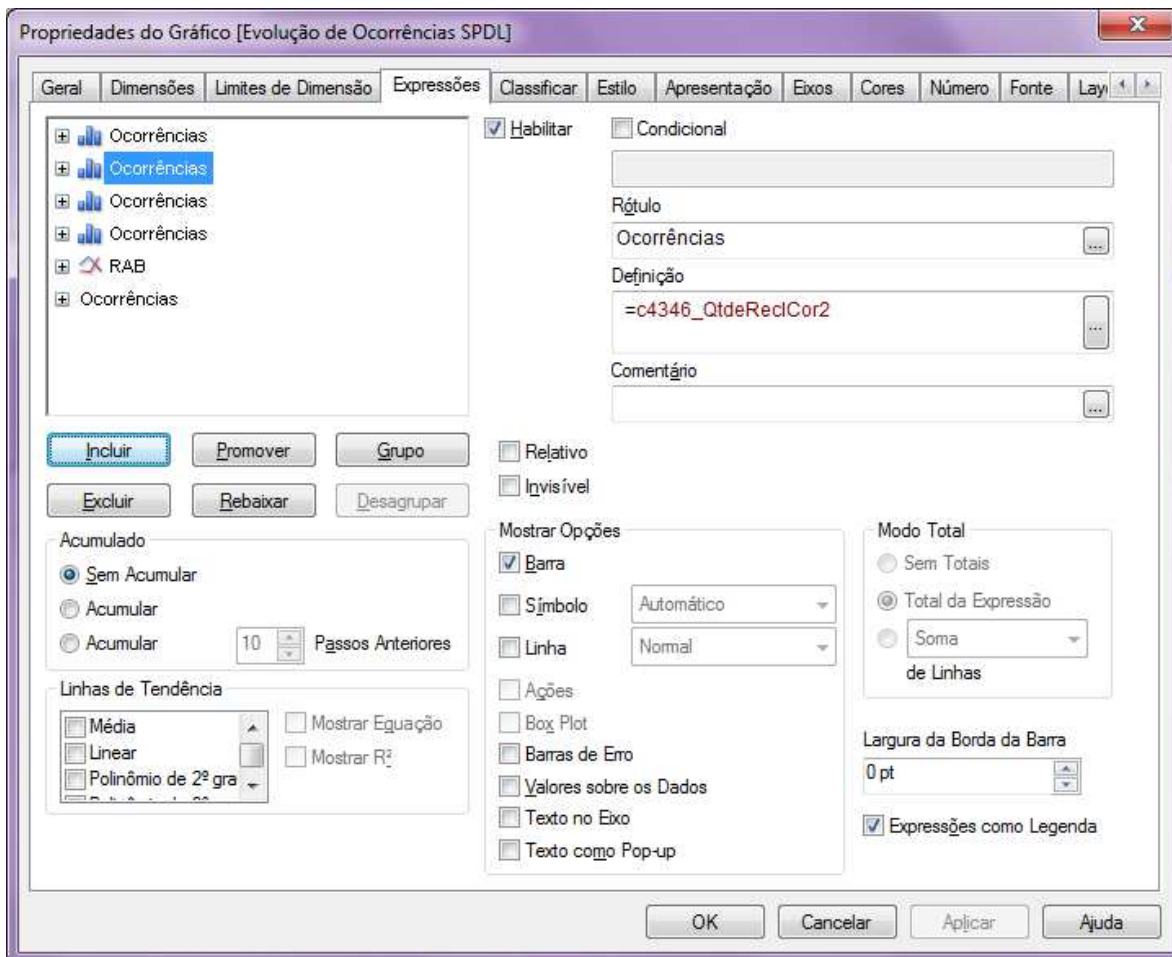 Propriedades do Gráfico [Evolução de Ocorrências SPDL]
Geral Dimensões Limites de Dimensão Expressões Classificar Estilo Apresentação Eixos Cores Número Fonte Lay
Ocorrências
Ocorrências
Ocorrências
Ocorrências
RAB
Ocorrências
Habilitar Condicional
Rótulo
Ocorrências
...
Definição
=c4346_QtdeReclCor2
...
Comentário
...
Incluir Promover Grupo
Excluir Rebaixar Desagrupar
Relativo
Invisível
Acumulado
Sem Acumular
Acumular
Acumular 10 Passos Anteriores
Linhas de Tendência
Média
Linear
Polinômio de 2º gra
Mostrar Equação
Mostrar R²
Mostrar Opções
Barra
Símbolo Automático
Linha Normal
Ações
Box Plot
Barras de Erro
Valores sobre os Dados
Texto no Eixo
Texto como Pop-up
Modo Total
Sem Totais
Total da Expressão
Soma
de Linhas
Largura da Borda da Barra
0 pt
Expressões como Legenda
OK Cancelar Aplicar Ajuda